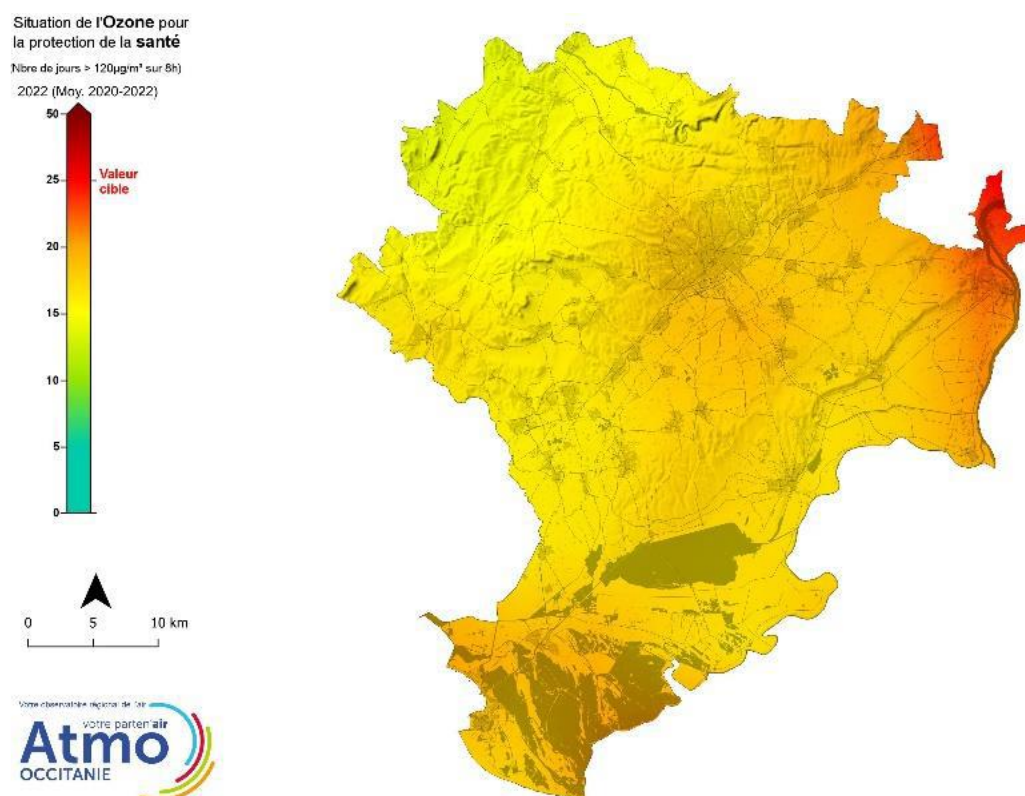 Situation de l'Ozone pour
la protection de la santé
(Nbre de jours > 120µg/m³ sur 8h)
2022 (Moy. 2020-2022)
50
25
Valeur
cible
20
15
10
5
0
0 5 10 km
Votre observatoire régional de l'air
votre parten'air
Atmo
OCCITANIE